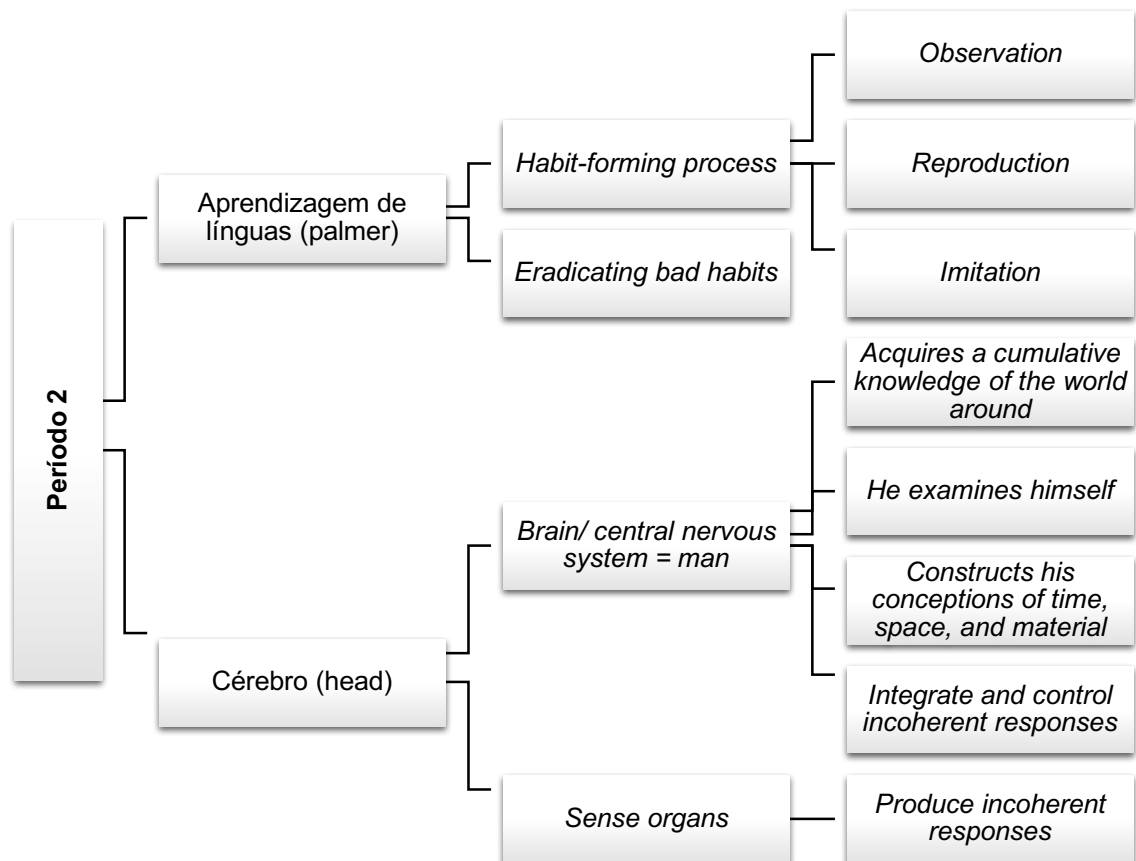 Período 2
Aprendizagem de
línguas (palmer)
Habit-forming process
Observation
Reproduction
Imitation
Eradicating bad habits
Cérebro (head)
Brain/ central nervous
system = man
Acquires a cumulative
knowledge of the world
around
He examines himself
Constructs his
conceptions of time,
space, and material
Integrate and control
incoherent responses
Sense organs
Produce incoherent
responses